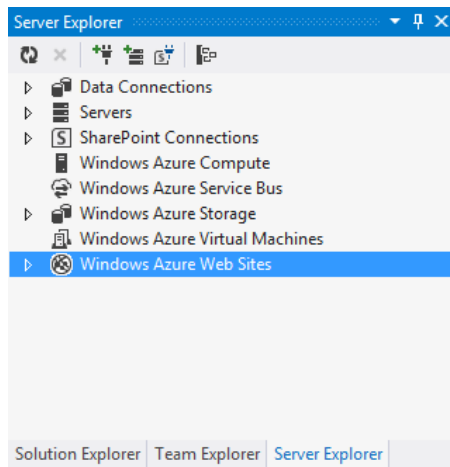 Server Explorer
Data Connections
Servers
SharePoint Connections
Windows Azure Compute
Windows Azure Service Bus
Windows Azure Storage
Windows Azure Virtual Machines
Windows Azure Web Sites
Solution Explorer Team Explorer Server Explorer